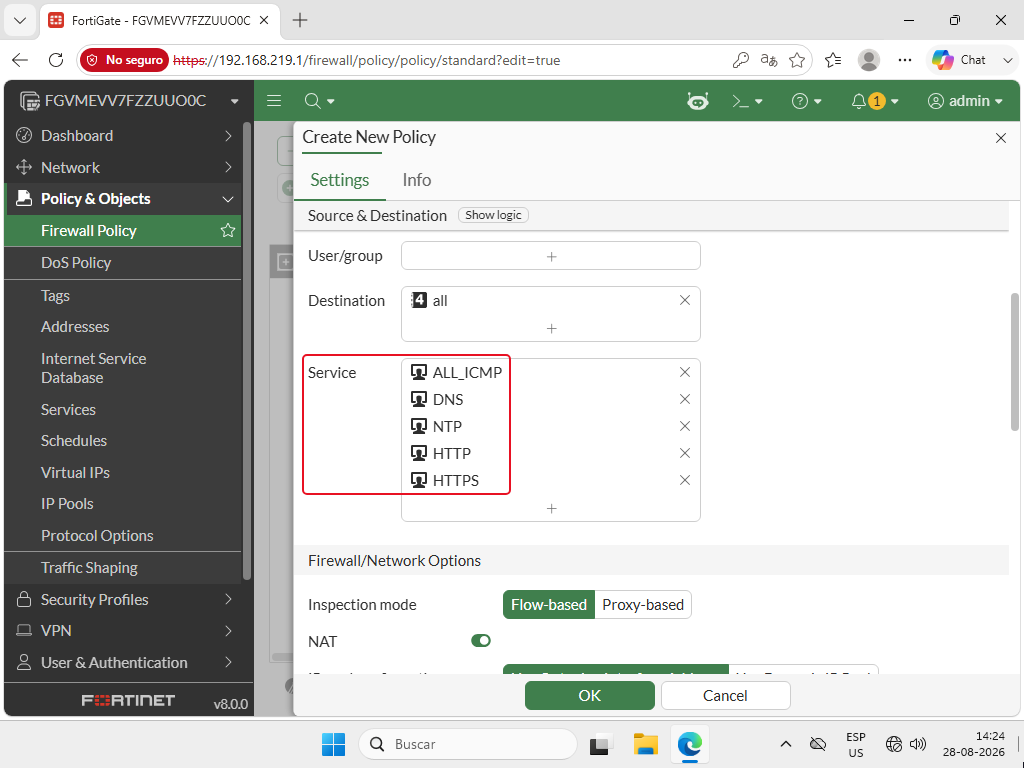 FortiGate - FGVMEVV7FZZUUO0C
No seguro https://192.168.219.1/firewall/policy/policy/standard?edit=true
Chat
FGVMEVV7FZZUUO0C
1
admin
Dashboard
Network
Policy & Objects
Firewall Policy
DoS Policy
Tags
Addresses
Internet Service
Database
Services
Schedules
Virtual IPs
IP Pools
Protocol Options
Traffic Shaping
Security Profiles
VPN
User & Authentication
FORTINET v8.0.0
Create New Policy
Settings Info
Source & Destination Show logic
User/group
Destination 4 all
Service ALL_ICMP
DNS
NTP
HTTP
HTTPS
Firewall/Network Options
Inspection mode Flow-based Proxy-based
NAT
OK Cancel
Buscar
ESP
US
14:24
28-08-2026